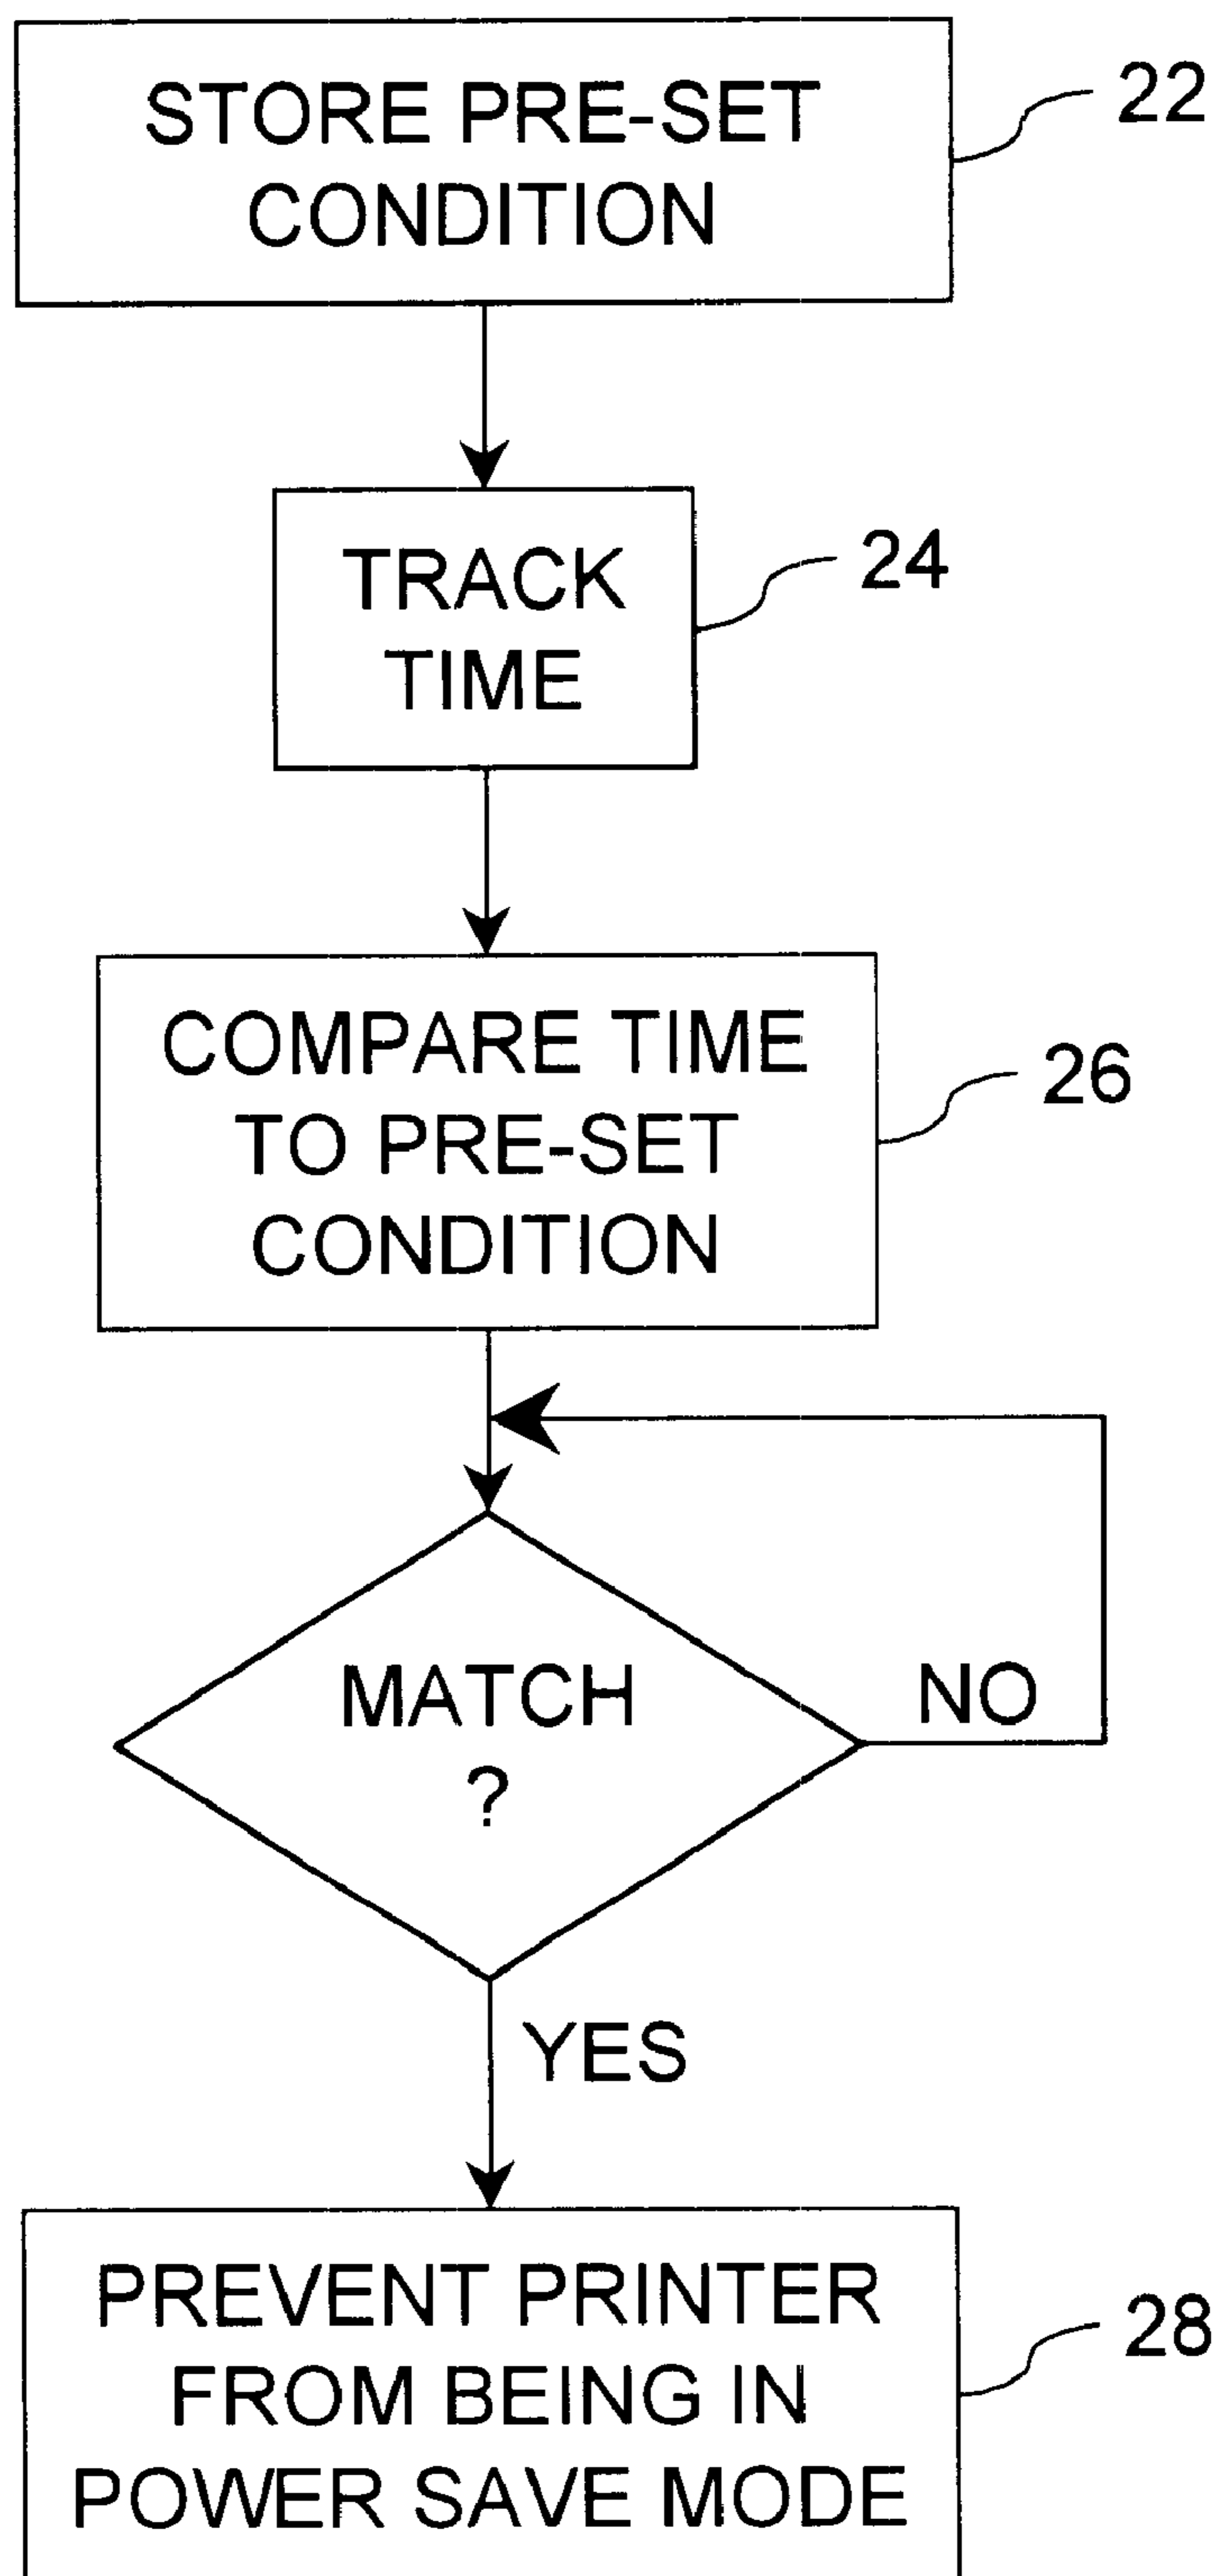 STORE PRE-SET
CONDITION
22
TRACK
TIME
24
COMPARE TIME
TO PRE-SET
CONDITION
26
MATCH
?
NO
YES
PREVENT PRINTER
FROM BEING IN
POWER SAVE MODE
28